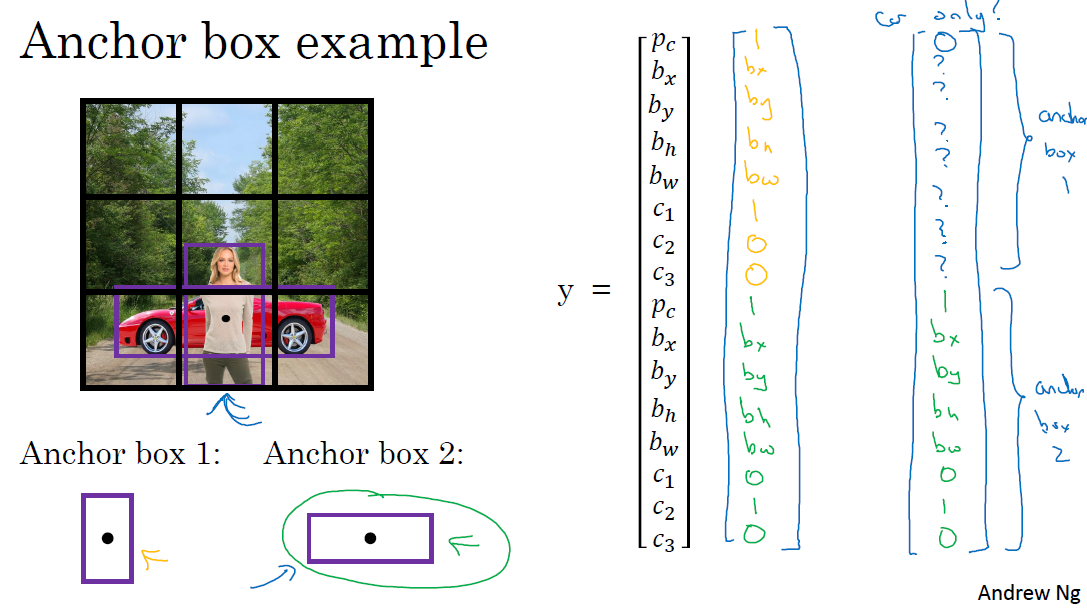 Anchor box example
car only?
y =
p_c
b_x
b_y
b_h
b_w
c_1
c_2
c_3
p_c
b_x
b_y
b_h
b_w
c_1
c_2
c_3
1
bx
by
bh
bw
1
0
0
1
bx
by
bh
bw
0
1
0
0
?
?
?
?
?
?
?
1
bx
by
bh
bw
0
1
0
anchor
box
1
anchor
box
2
Anchor box 1:
Anchor box 2:
Andrew Ng